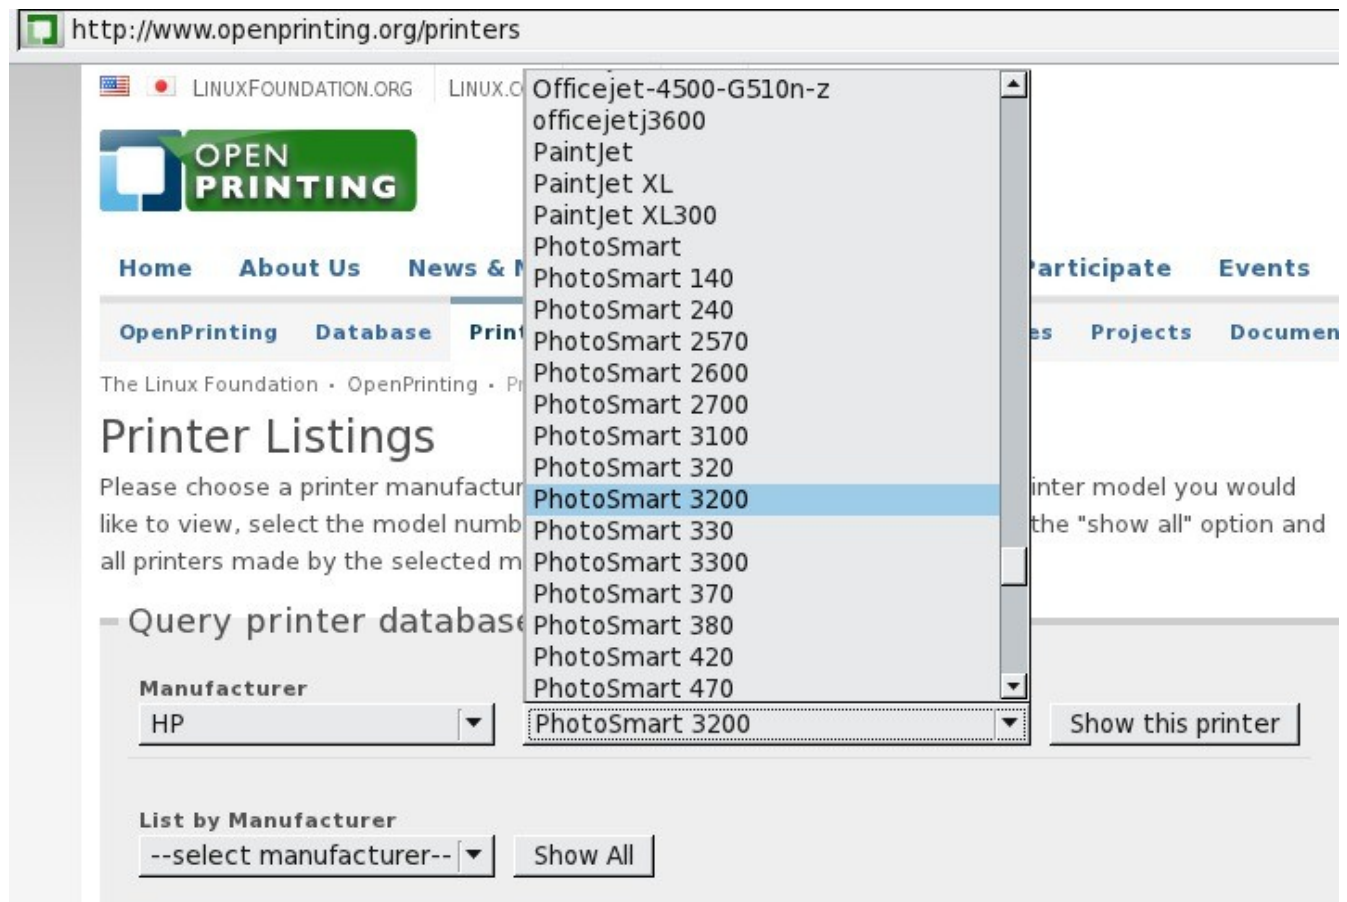 http://www.openprinting.org/printers
LINUXFOUNDATION.ORG LINUX.C
OPEN
PRINTING
Home About Us News & Participate Events
OpenPrinting Database Print Projects Documen
The Linux Foundation • OpenPrinting •
Printer Listings
Please choose a printer manufactur inter model you would
like to view, select the model numb the "show all" option and
all printers made by the selected m
Query printer database
Officejet-4500-G510n-z
officejetj3600
PaintJet
PaintJet XL
PaintJet XL300
PhotoSmart
PhotoSmart 140
PhotoSmart 240
PhotoSmart 2570
PhotoSmart 2600
PhotoSmart 2700
PhotoSmart 3100
PhotoSmart 320
PhotoSmart 3200
PhotoSmart 330
PhotoSmart 3300
PhotoSmart 370
PhotoSmart 380
PhotoSmart 420
PhotoSmart 470
Manufacturer
HP PhotoSmart 3200 Show this printer
List by Manufacturer
--select manufacturer-- Show All